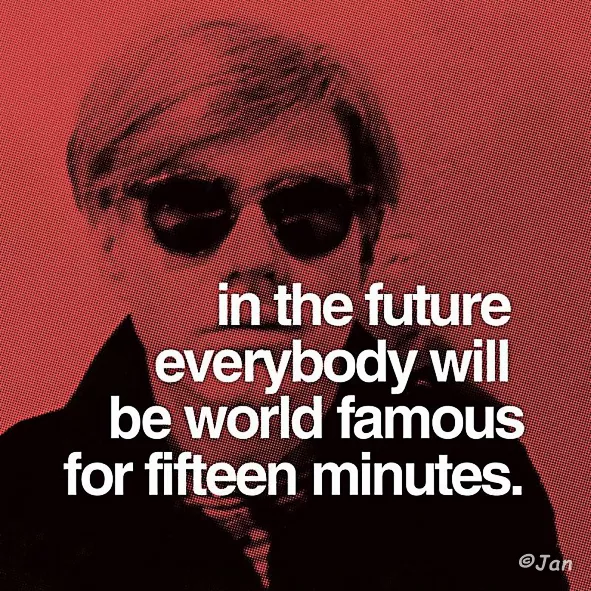 in the future
everybody will
be world famous
for fifteen minutes.
©Jan